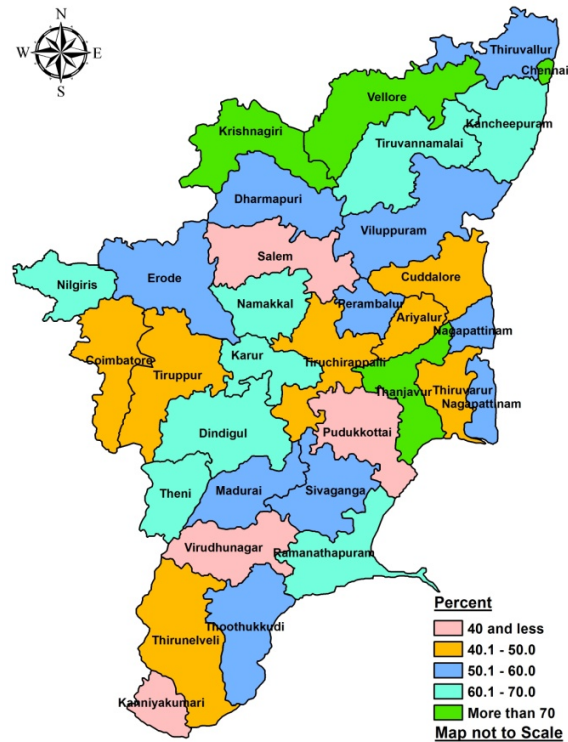 N
W E
S
Thiruvallur
Chennai
Vellore
Kancheepuram
Krishnagiri
Tiruvannamalai
Dharmapuri
Viluppuram
Salem
Cuddalore
Nilgiris
Erode
Namakkal
Perambalur
Ariyalur
Nagapattinam
Coimbatore
Karur
Tiruchirappalli
Tiruppur
Thanjavur
Thiruvarur
Nagapattinam
Pudukkottai
Dindigul
Theni
Madurai
Sivaganga
Virudhunagar
Ramanathapuram
Thoothukkudi
Thirunelveli
Kanniyakumari
Percent
40 and less
40.1 - 50.0
50.1 - 60.0
60.1 - 70.0
More than 70
Map not to Scale